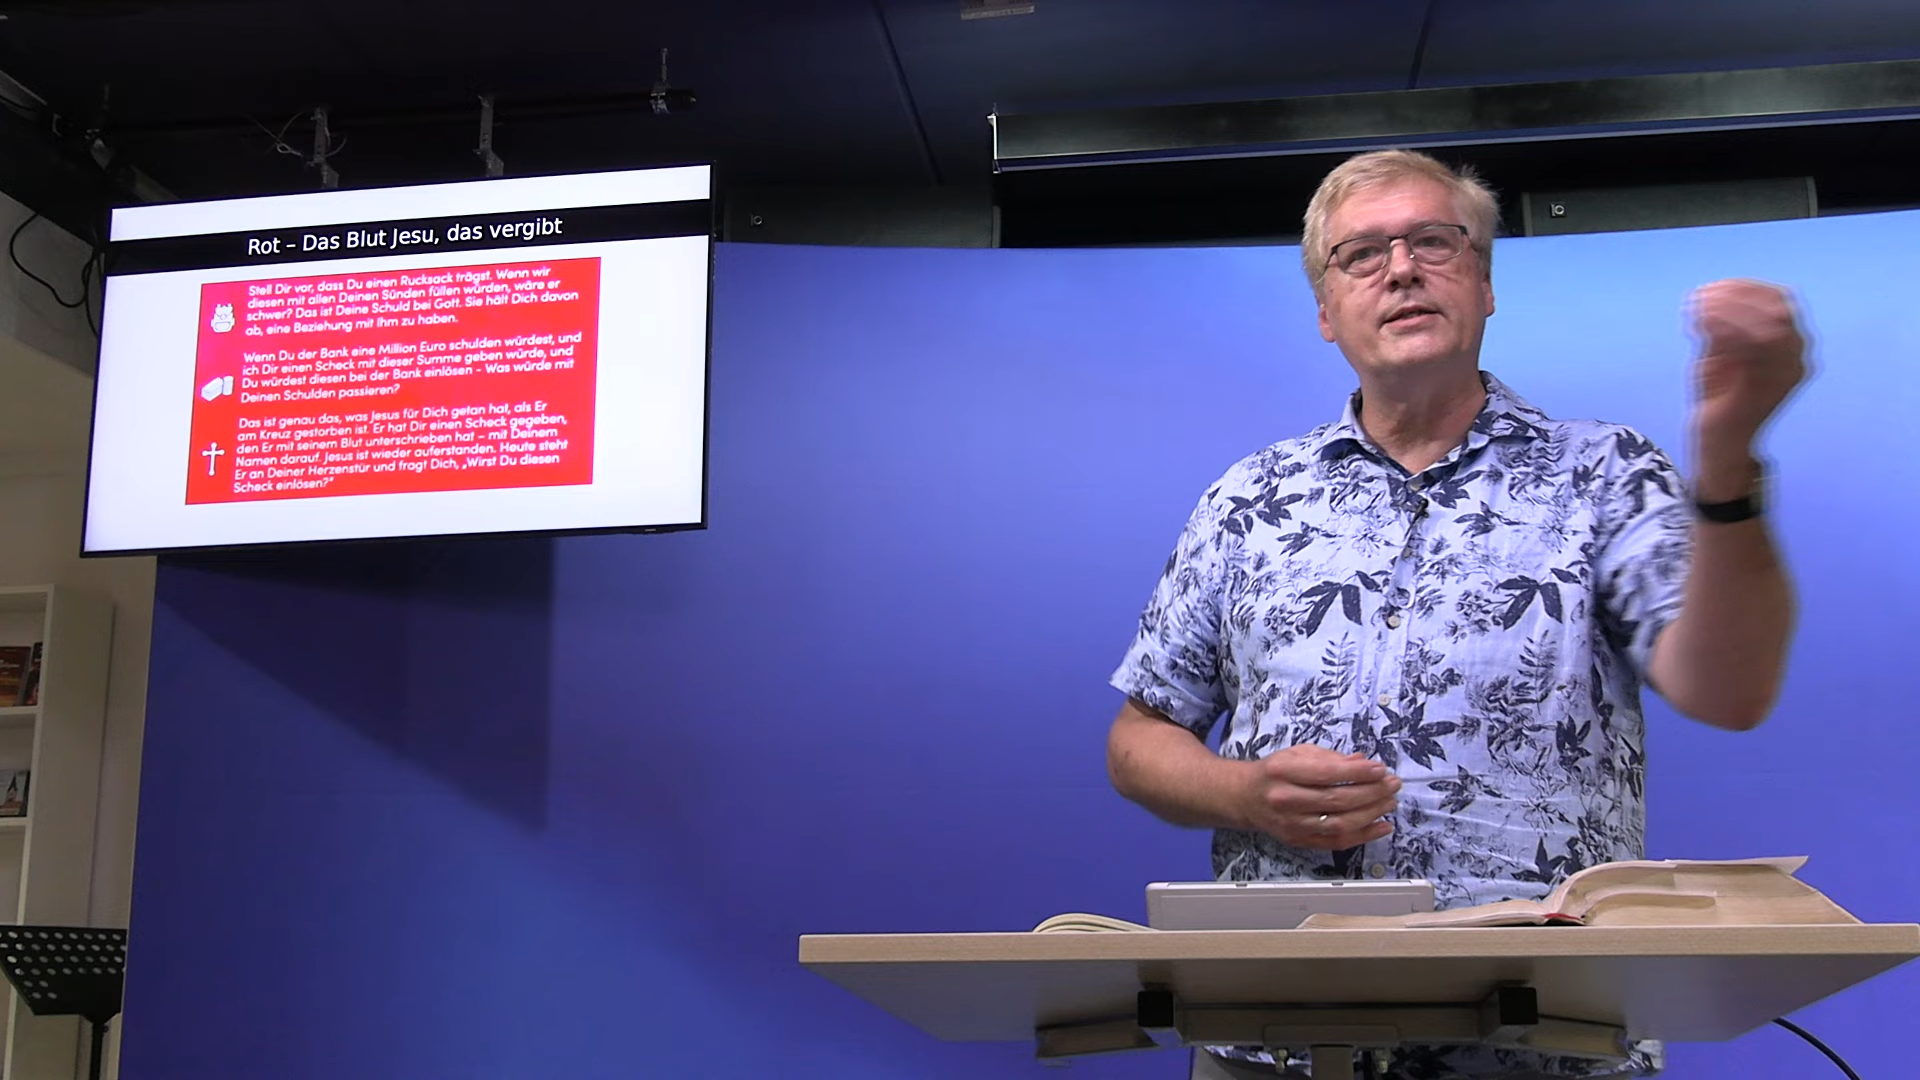 Rot – Das Blut Jesu, das vergibt
Stell Dir vor, dass Du einen Rucksack trägst. Wenn wir
diesen mit allen Deinen Sünden füllen würden, wäre er
schwer? Das ist Deine Schuld bei Gott. Sie hält Dich davon
ab, eine Beziehung mit Ihm zu haben.
Wenn Du der Bank eine Million Euro schulden würdest, und
ich Dir einen Scheck mit dieser Summe geben würde, und
Du würdest diesen bei der Bank einlösen - Was würde mit
Deinen Schulden passieren?
Das ist genau das, was Jesus für Dich getan hat, als Er
am Kreuz gestorben ist. Er hat Dir einen Scheck gegeben,
den Er mit seinem Blut unterschrieben hat – mit Deinem
Namen darauf. Jesus ist wieder auferstanden. Heute steht
Er an Deiner Herzenstür und fragt Dich, „Wirst Du diesen
Scheck einlösen?“